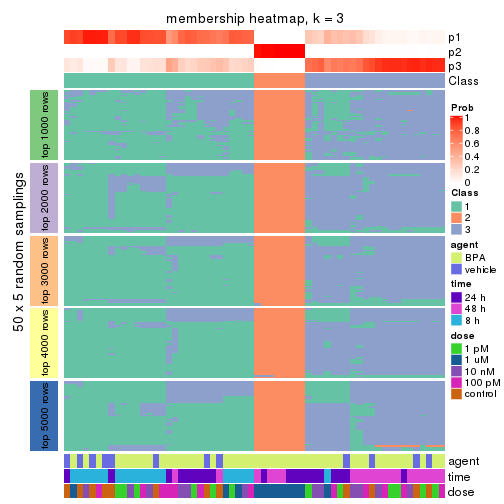 membership heatmap, k = 3
p1
p2
p3
Class
50 x 5 random samplings
top 1000 rows
top 2000 rows
top 3000 rows
top 4000 rows
top 5000 rows
agent
time
dose
Prob
1
0.8
0.6
0.4
0.2
0
Class
1
2
3
agent
BPA
vehicle
time
24 h
48 h
8 h
dose
1 pM
1 uM
10 nM
100 pM
control